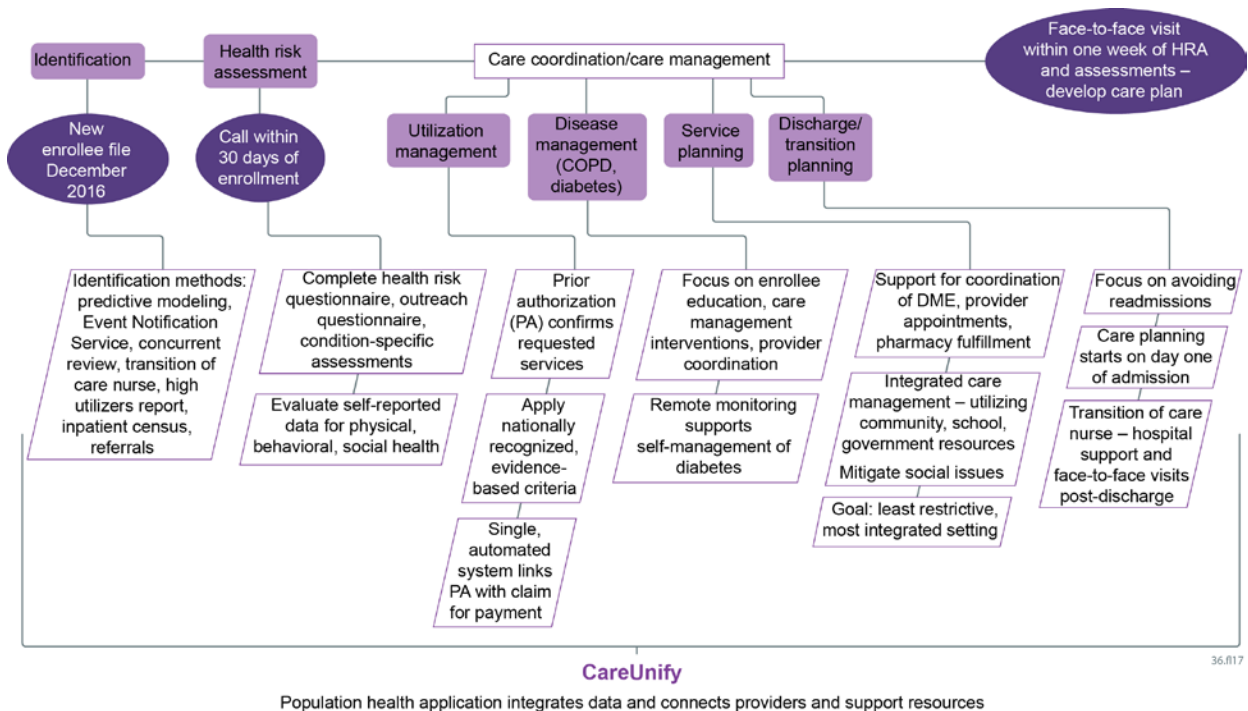 Identification
Health risk
assessment
Care coordination/care management
Face-to-face visit
within one week of HRA
and assessments –
develop care plan
New
enrollee file
December
2016
Call within
30 days of
enrollment
Utilization
management
Disease
management
(COPD,
diabetes)
Service
planning
Discharge/
transition
planning
Identification methods:
predictive modeling,
Event Notification
Service, concurrent
review, transition of
care nurse, high
utilizers report,
inpatient census,
referrals
Complete health risk
questionnaire, outreach
questionnaire,
condition-specific
assessments
Evaluate self-reported
data for physical,
behavioral, social health
Prior
authorization
(PA) confirms
requested
services
Apply
nationally
recognized,
evidence-
based criteria
Single,
automated
system links
PA with claim
for payment
Focus on enrollee
education, care
management
interventions, provider
coordination
Remote monitoring
supports
self-management of
diabetes
Support for coordination
of DME, provider
appointments,
pharmacy fulfillment
Integrated care
management – utilizing
community, school,
government resources
Mitigate social issues
Goal: least restrictive,
most integrated setting
Focus on avoiding
readmissions
Care planning
starts on day one
of admission
Transition of care
nurse – hospital
support and
face-to-face visits
post-discharge
36.fl17
CareUnify
Population health application integrates data and connects providers and support resources